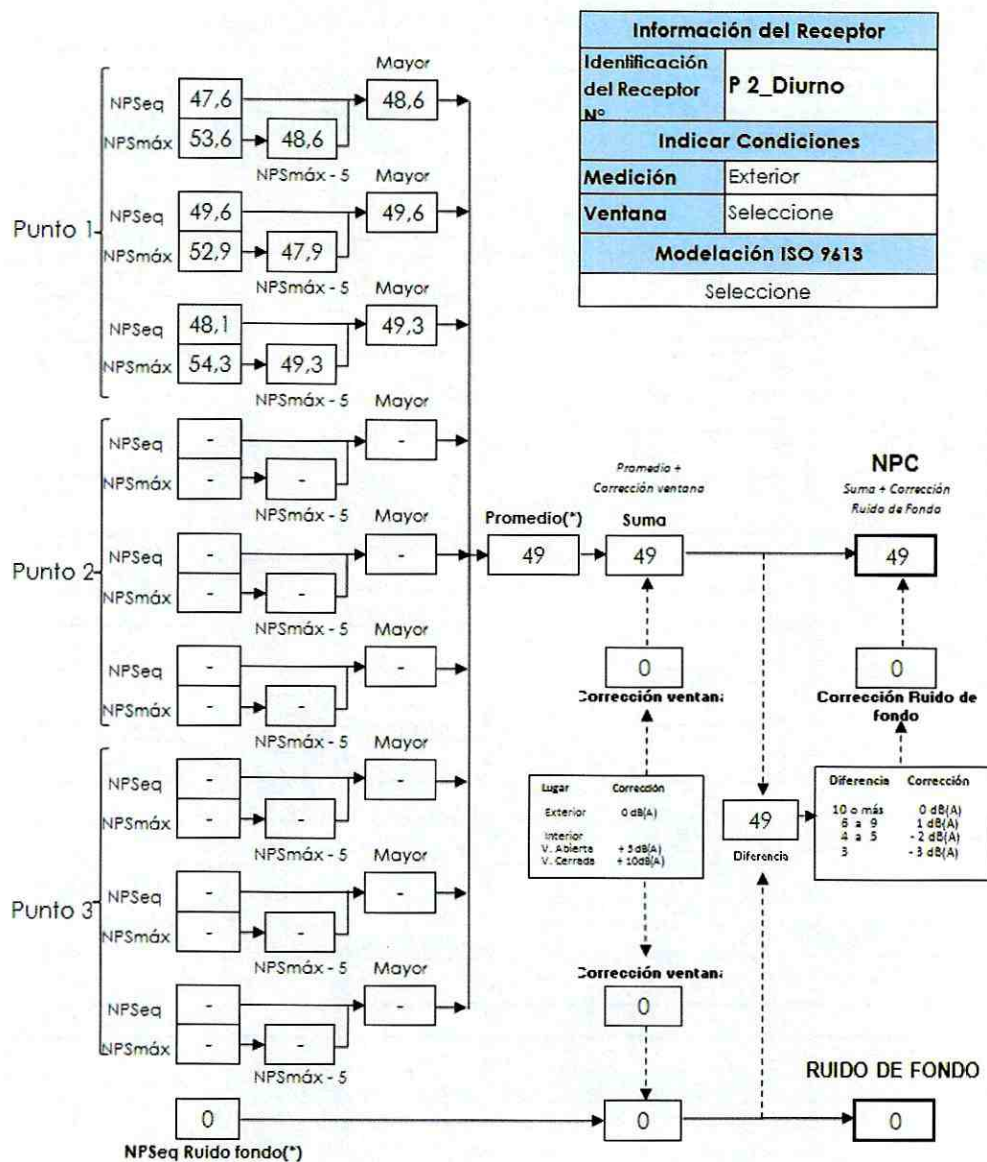 Información del Receptor
Identificación del Receptor N° P 2_Diurno
Indicar Condiciones
Medición Exterior
Ventana Seleccione
Modelación ISO 9613
Seleccione
Punto 1
Mayor
NPSeq 47,6 48,6
NPSmáx 53,6 48,6
NPSmáx - 5 Mayor
NPSeq 49,6 49,6
NPSmáx 52,9 47,9
NPSmáx - 5 Mayor
NPSeq 48,1 49,3
NPSmáx 54,3 49,3
NPSmáx - 5 Mayor
Punto 2
NPSeq - -
NPSmáx - -
NPSmáx - 5 Mayor
NPSeq - -
NPSmáx - -
NPSmáx - 5 Mayor
NPSeq - -
NPSmáx - -
NPSmáx - 5 Mayor
Punto 3
NPSeq - -
NPSmáx - -
NPSmáx - 5 Mayor
NPSeq - -
NPSmáx - -
NPSmáx - 5 Mayor
NPSeq - -
NPSmáx - -
NPSmáx - 5
0
NPSeq Ruido fondo(*)
Promedio(*)
49
Promedio +
Corrección ventana
Suma
49
0
Corrección ventana
Lugar Corrección
Exterior 0 dB(A)
Interior
V. Abierta + 5 dB(A)
V. Cerrada + 10dB(A)
Corrección ventana
0
0
49
Diferencia
NPC
Suma + Corrección
Ruido de Fondo
49
0
Corrección Ruido de
fondo
Diferencia Corrección
10 o más 0 dB(A)
6 a 9 1 dB(A)
4 a 5 - 2 dB(A)
3 - 3 dB(A)
RUIDO DE FONDO
0